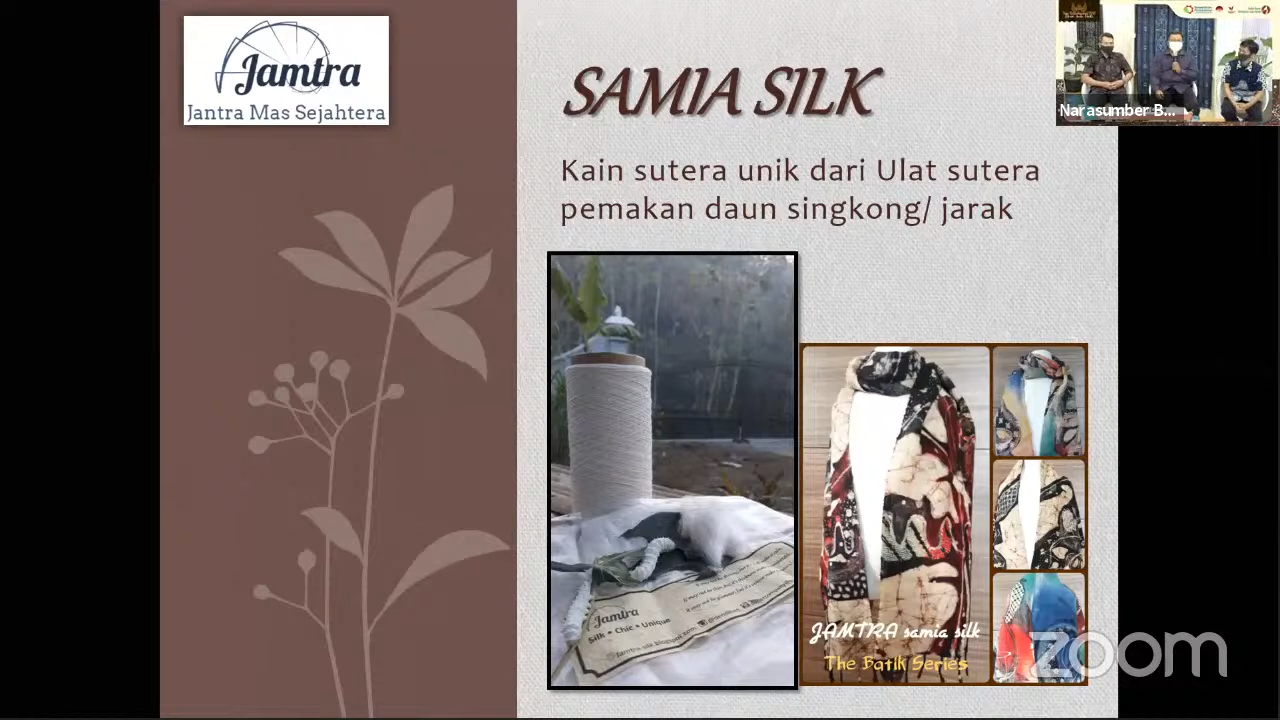 Jamtra
Jantra Mas Sejahtera
SAMIA SILK
Kain sutera unik dari Ulat sutera
pemakan daun singkong/ jarak
Narasumber B...
Jamtra
Silk • Chic • Unique
JAMTRA samia silk
The Batik Series
zoom